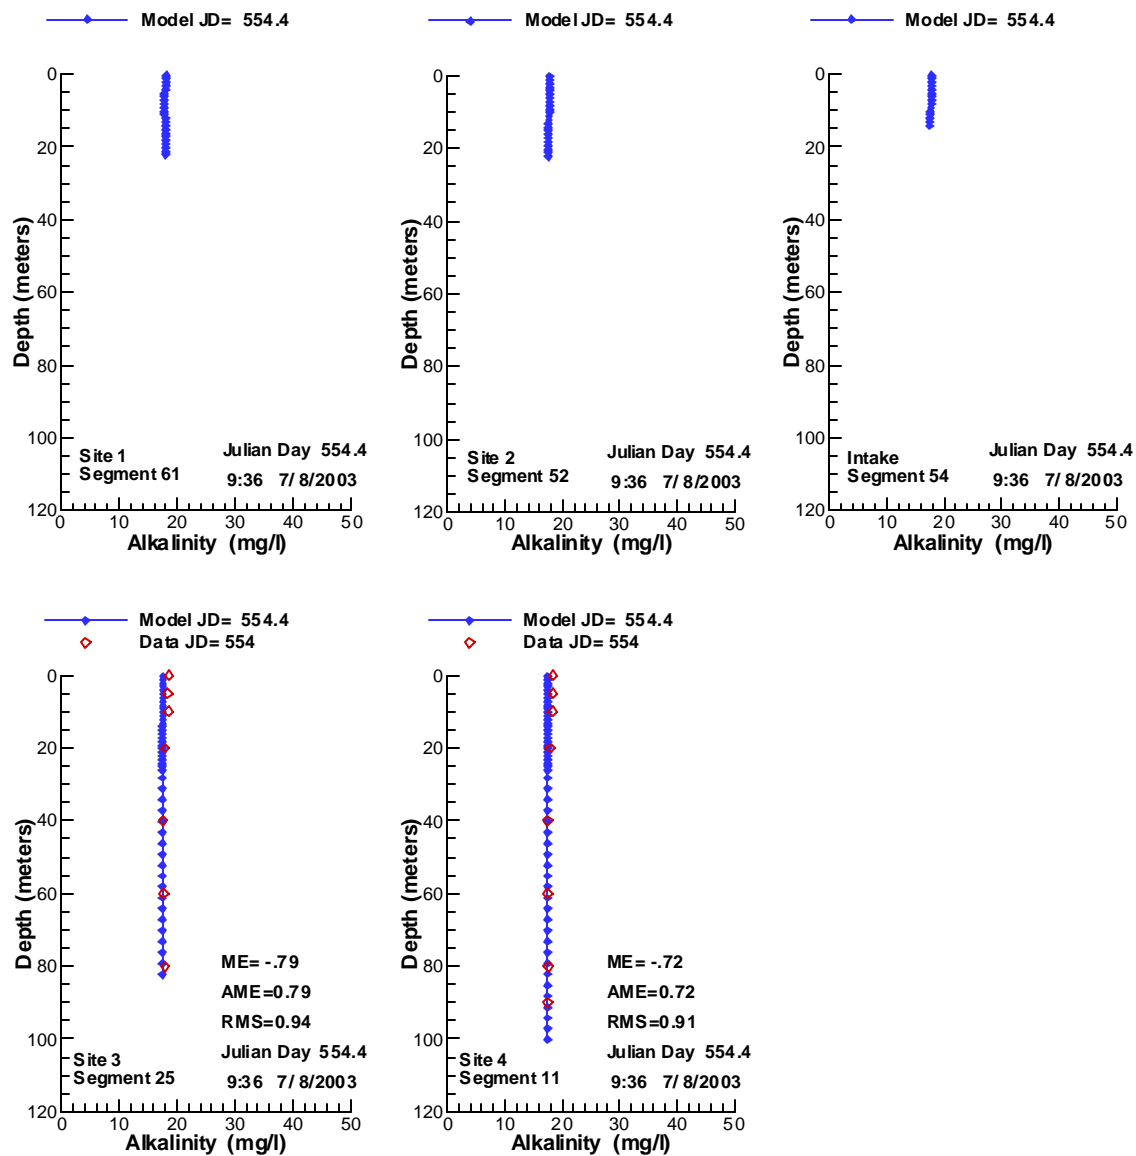 Model JD= 554.4
0
20
40
60
80
100
120
Depth (meters)
Site 1
Segment 61
Julian Day 554.4
9:36 7/ 8/2003
0 10 20 30 40 50
Alkalinity (mg/l)
Model JD= 554.4
0
20
40
60
80
100
120
Depth (meters)
Site 2
Segment 52
Julian Day 554.4
9:36 7/ 8/2003
0 10 20 30 40 50
Alkalinity (mg/l)
Model JD= 554.4
0
20
40
60
80
100
120
Depth (meters)
Intake
Segment 54
Julian Day 554.4
9:36 7/ 8/2003
0 10 20 30 40 50
Alkalinity (mg/l)
Model JD= 554.4
Data JD= 554
0
20
40
60
80
100
120
Depth (meters)
ME= -.79
AME=0.79
RMS=0.94
Site 3
Segment 25
Julian Day 554.4
9:36 7/ 8/2003
0 10 20 30 40 50
Alkalinity (mg/l)
Model JD= 554.4
Data JD= 554
0
20
40
60
80
100
120
Depth (meters)
ME= -.72
AME=0.72
RMS=0.91
Site 4
Segment 11
Julian Day 554.4
9:36 7/ 8/2003
0 10 20 30 40 50
Alkalinity (mg/l)